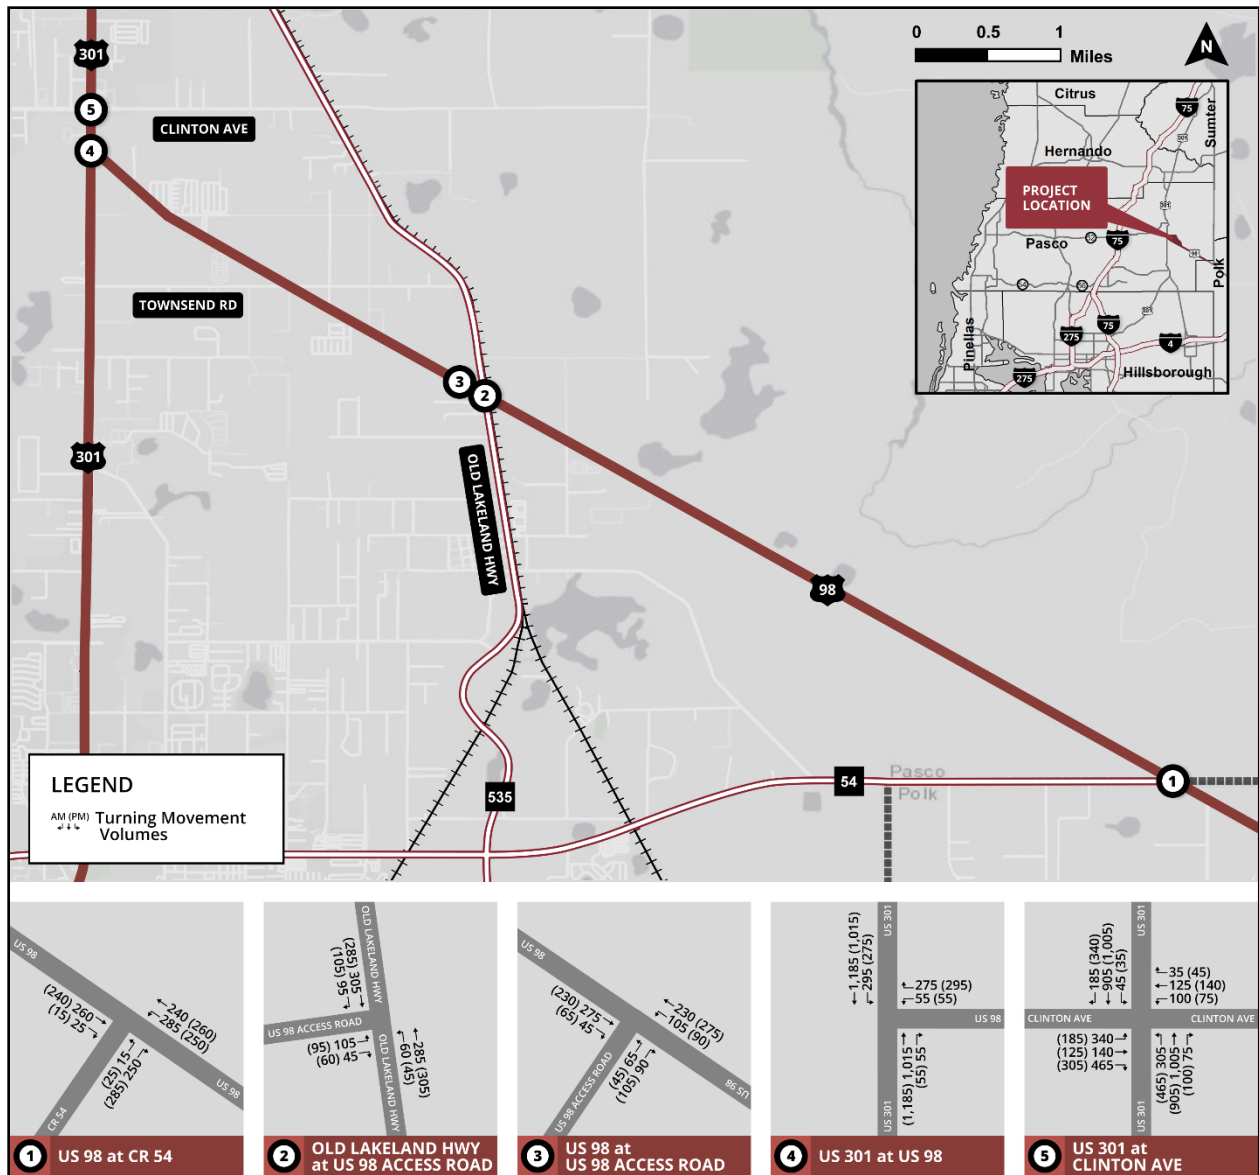 301
5
4
CLINTON AVE
TOWNSEND RD
301
3
2
OLD LAKELAND HWY
98
535
54
Pasco
Polk
1
0 0.5 1
Miles
N
Citrus
75
Sumter
301
Hernando
PROJECT
LOCATION
301
Pasco
52
75
98
Polk
54
56
301
75
275
4
Pinellas
Hillsborough
275
LEGEND
AM (PM) Turning Movement
Volumes
US 98
(240) 260
(15) 25
240 (260)
285 (250)
(25) 15
(285) 250
US 98
CR 54
1 US 98 at CR 54
OLD LAKELAND HWY
(285) 305
(105) 95
US 98 ACCESS ROAD
(95) 105
(60) 45
285 (305)
60 (45)
OLD LAKELAND HWY
2 OLD LAKELAND HWY
at US 98 ACCESS ROAD
US 98
(230) 275
(65) 45
230 (275)
105 (90)
(45) 65
(105) 90
US 98
US 98 ACCESS ROAD
3 US 98 at
US 98 ACCESS ROAD
US 301
1,185 (1,015)
295 (275)
275 (295)
55 (55)
US 98
(1,185) 1,015
(55) 55
US 301
4 US 301 at US 98
US 301
185 (340)
905 (1,005)
45 (35)
35 (45)
125 (140)
100 (75)
CLINTON AVE
CLINTON AVE
(185) 340
(125) 140
(305) 465
(465) 305
(905) 1,005
(100) 75
US 301
5 US 301 at
CLINTON AVE